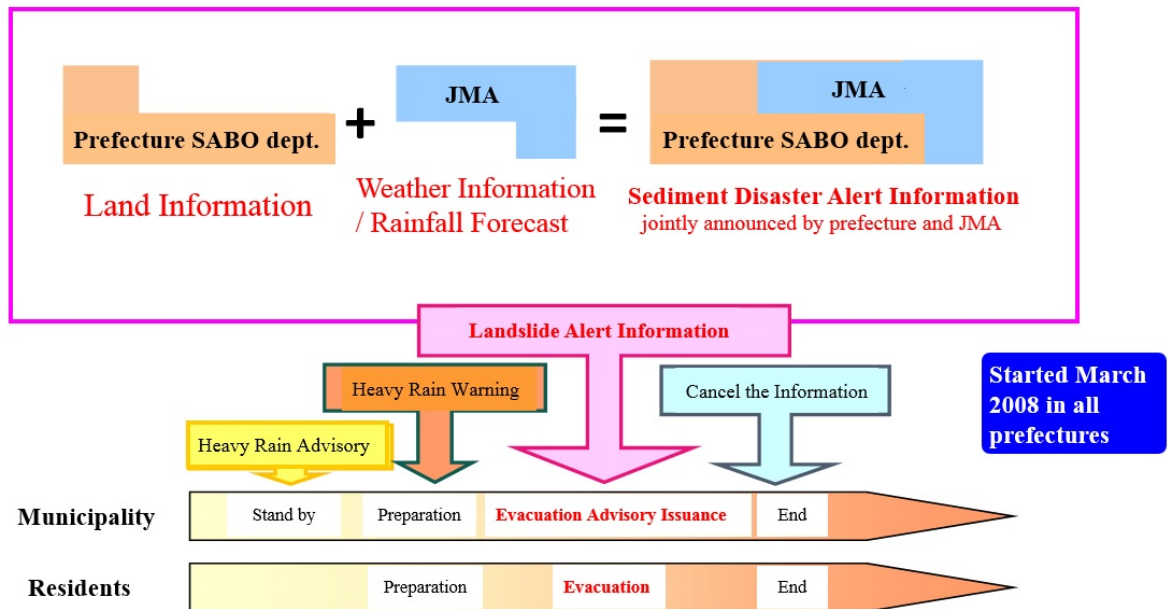 JMA
Prefecture SABO dept.
+
=
JMA
Prefecture SABO dept.
Land Information
Weather Information
/ Rainfall Forecast
Sediment Disaster Alert Information
jointly announced by prefecture and JMA
Landslide Alert Information
Heavy Rain Warning
Cancel the Information
Heavy Rain Advisory
Started March
2008 in all
prefectures
Municipality
Stand by
Preparation
Evacuation Advisory Issuance
End
Residents
Preparation
Evacuation
End